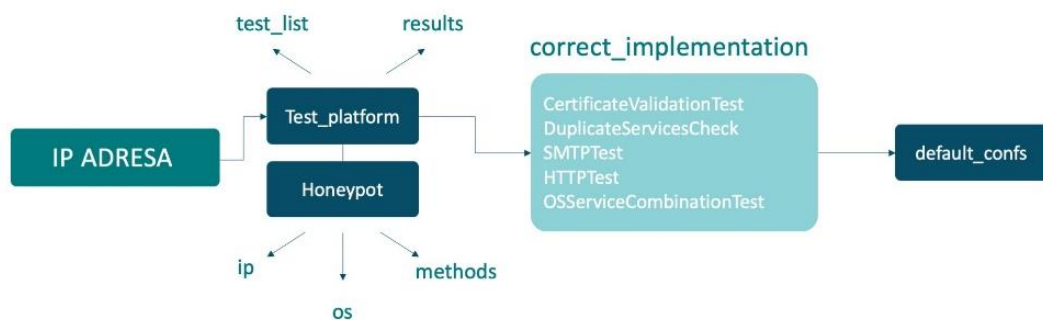 test_list
results
correct_implementation
Test_platform
IP ADRESA
Honeypot
CertificateValidationTest
DuplicateServicesCheck
SMTPTest
HTTPTest
OSServiceCombinationTest
default_confs
ip
methods
os